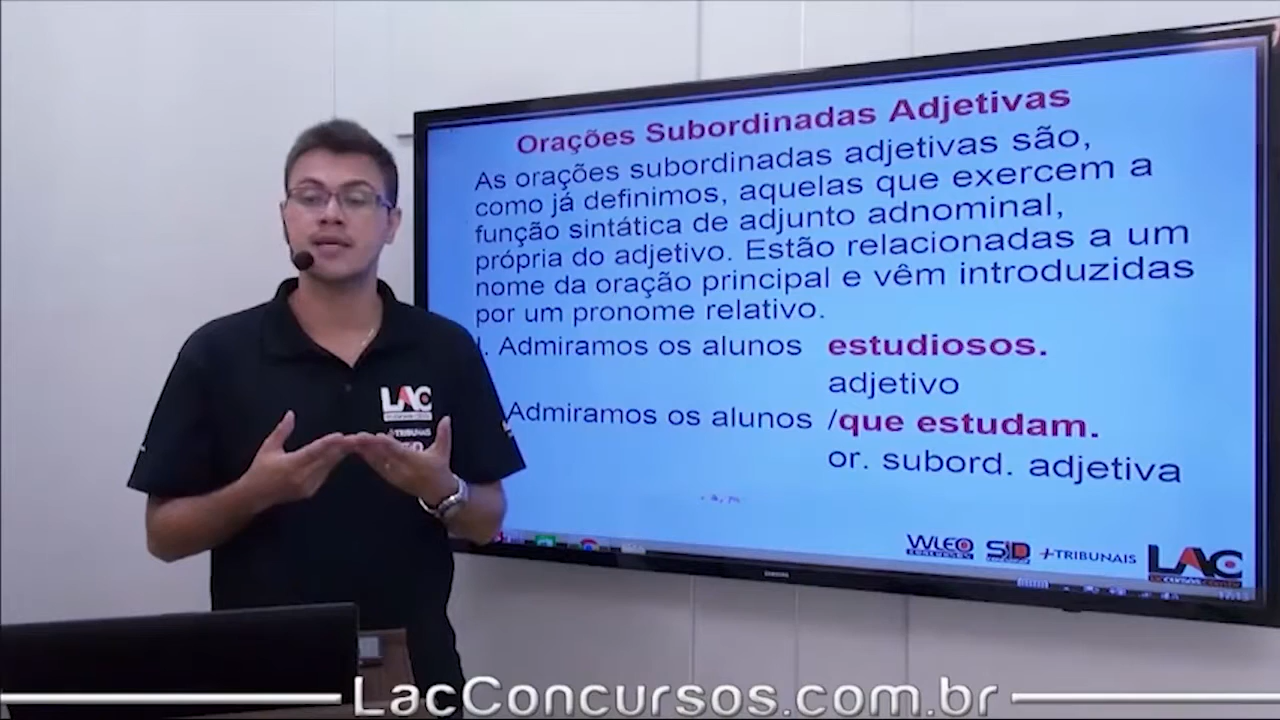 Orações Subordinadas Adjetivas
As orações subordinadas adjetivas são,
como já definimos, aquelas que exercem a
função sintática de adjunto adnominal,
própria do adjetivo. Estão relacionadas a um
nome da oração principal e vêm introduzidas
por um pronome relativo.
. Admiramos os alunos estudiosos.
adjetivo
Admiramos os alunos /que estudam.
or. subord. adjetiva
LAC
+TRIBUNAIS
WLEO
SID
+TRIBUNAIS
LAC
SAMSUNG
LacConcursos.com.br